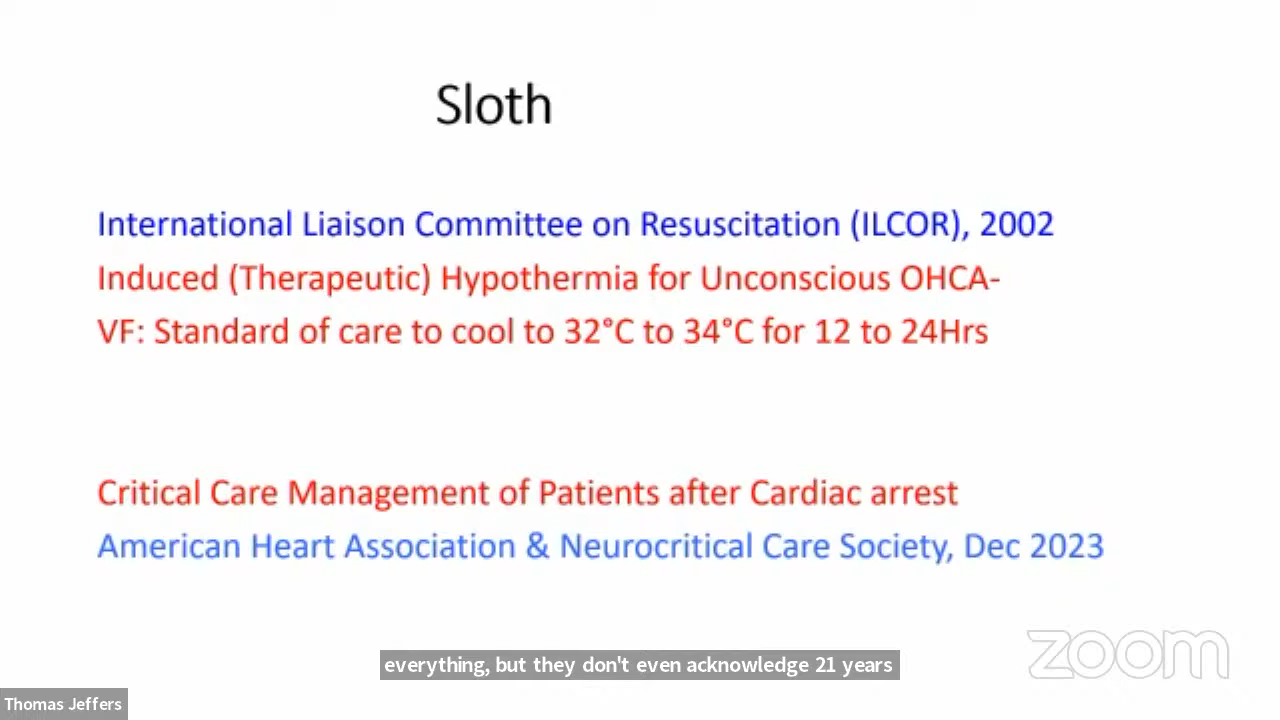 Sloth
International Liaison Committee on Resuscitation (ILCOR), 2002
Induced (Therapeutic) Hypothermia for Unconscious OHCA-
VF: Standard of care to cool to 32°C to 34°C for 12 to 24Hrs
Critical Care Management of Patients after Cardiac arrest
American Heart Association & Neurocritical Care Society, Dec 2023
zoom
everything, but they don't even acknowledge 21 years
Thomas Jeffers